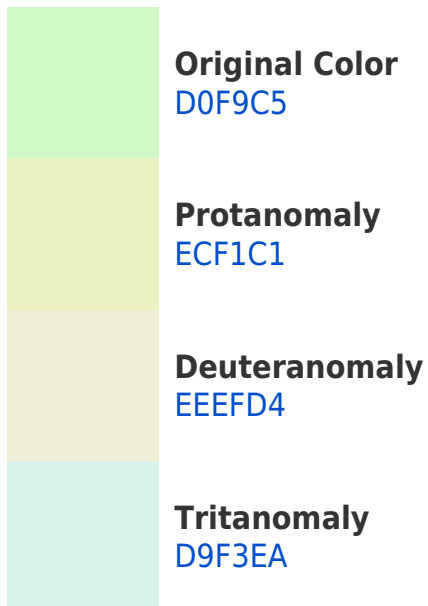 Original Color
D0F9C5
Protanomaly
ECF1C1
Deuteranomaly
EEEFD4
Tritanomaly
D9F3EA